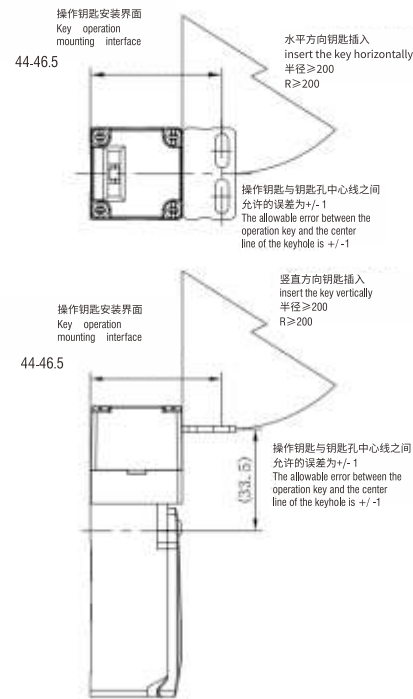 操作钥匙安装界面
Key operation
mounting interface
44-46.5
水平方向钥匙插入
insert the key horizontally
半径≥200
R≥200
操作钥匙与钥匙孔中心线之间
允许的误差为+/- 1
The allowable error between the
operation key and the center
line of the keyhole is +/ -1
竖直方向钥匙插入
insert the key vertically
半径≥200
R≥200
操作钥匙安装界面
Key operation
mounting interface
44-46.5
操作钥匙与钥匙孔中心线之间
允许的误差为+/- 1
The allowable error between the
operation key and the center
line of the keyhole is +/ -1
(33.5)